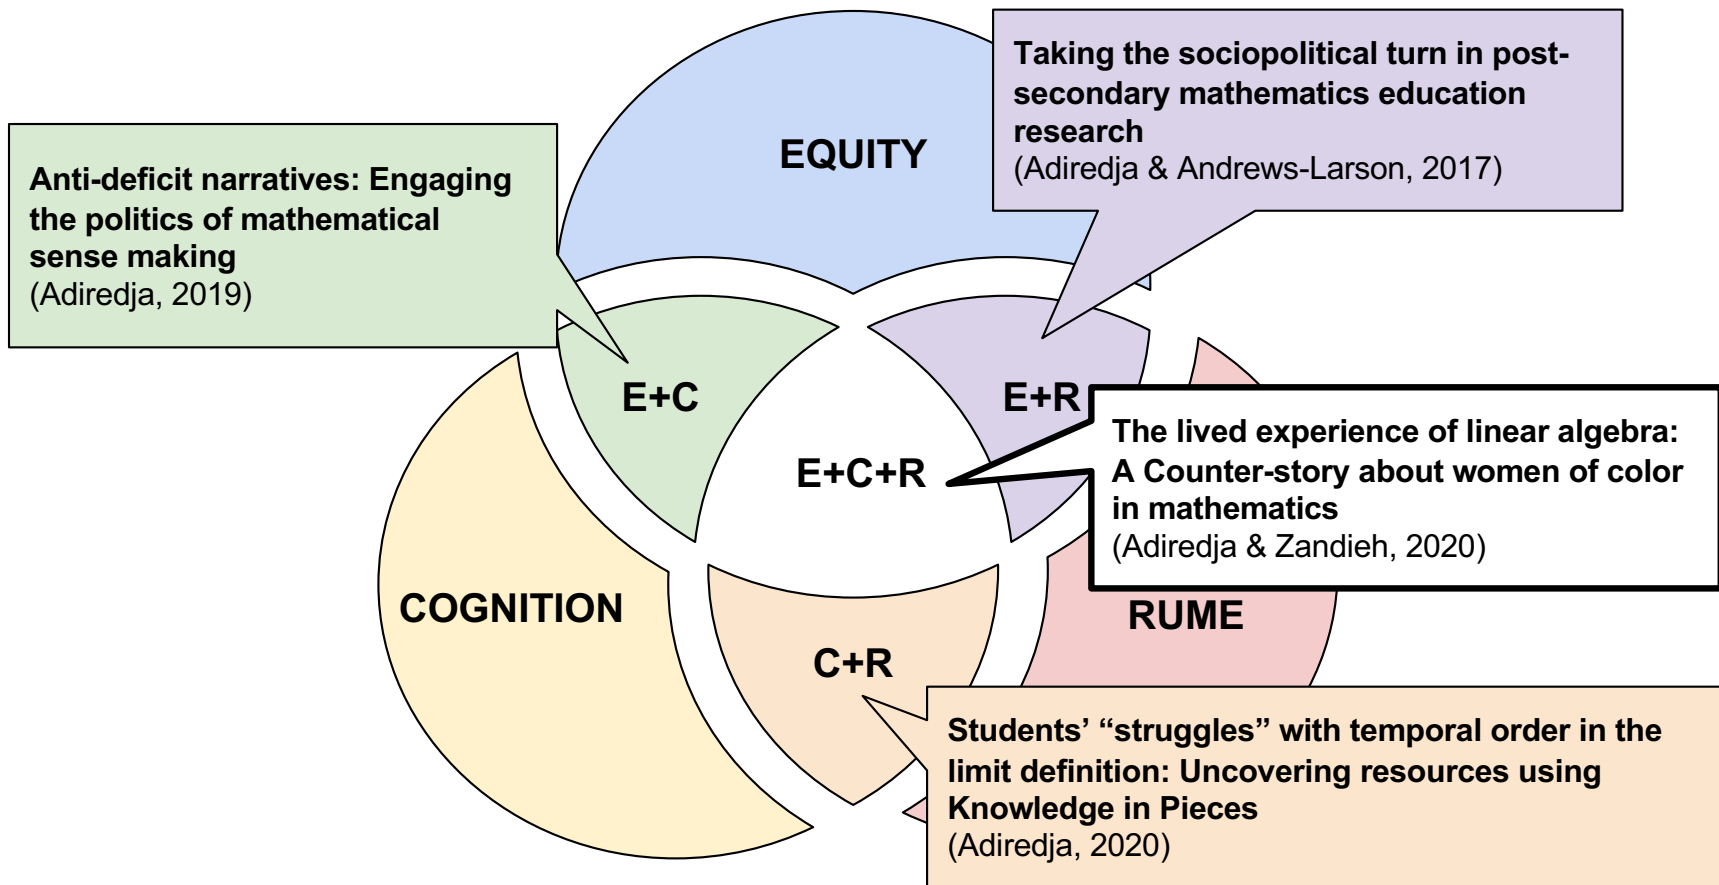 EQUITY
Taking the sociopolitical turn in post-
secondary mathematics education
research
(Adiredja & Andrews-Larson, 2017)
Anti-deficit narratives: Engaging
the politics of mathematical
sense making
(Adiredja, 2019)
E+C
E+R
E+C+R
The lived experience of linear algebra:
A Counter-story about women of color
in mathematics
(Adiredja & Zandieh, 2020)
COGNITION
RUME
C+R
Students’ “struggles” with temporal order in the
limit definition: Uncovering resources using
Knowledge in Pieces
(Adiredja, 2020)